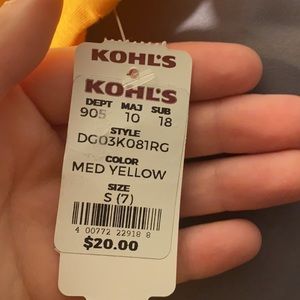 KOHL'S
KOHL'S
DEPT MAJ SUB
905 10 18
STYLE
DG03K081RG
COLOR
MED YELLOW
SIZE
S (7)
4 00772 22918 8
$20.00